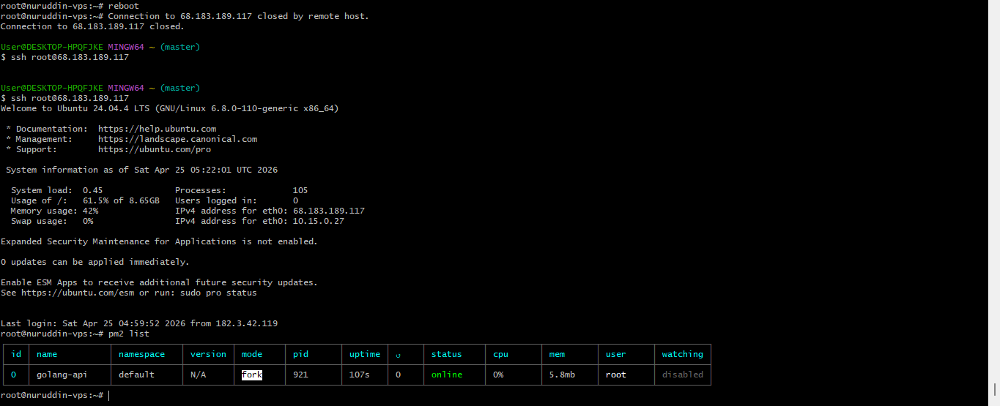 root@nuruddin-vps:~# reboot
root@nuruddin-vps:~# Connection to 68.183.189.117 closed by remote host.
Connection to 68.183.189.117 closed.
User@DESKTOP-HPQFJKE MINGW64 ~ (master)
$ ssh root@68.183.189.117
User@DESKTOP-HPQFJKE MINGW64 ~ (master)
$ ssh root@68.183.189.117
Welcome to Ubuntu 24.04.4 LTS (GNU/Linux 6.8.0-110-generic x86_64)
* Documentation:  https://help.ubuntu.com
* Management:     https://landscape.canonical.com
* Support:        https://ubuntu.com/pro
System information as of Sat Apr 25 05:22:01 UTC 2026
System load:  0.45               Processes:             105
Usage of /:   61.5% of 8.65GB   Users logged in:       0
Memory usage: 42%                IPv4 address for eth0: 68.183.189.117
Swap usage:   0%                 IPv4 address for eth0: 10.15.0.27
Expanded Security Maintenance for Applications is not enabled.
0 updates can be applied immediately.
Enable ESM Apps to receive additional future security updates.
See https://ubuntu.com/esm or run: sudo pro status
Last login: Sat Apr 25 04:59:52 2026 from 182.3.42.119
root@nuruddin-vps:~# pm2 list
id name namespace version mode pid uptime ↺ status cpu mem user watching
0 golang-api default N/A fork 921 107s 0 online 0% 5.8mb root disabled
root@nuruddin-vps:~#